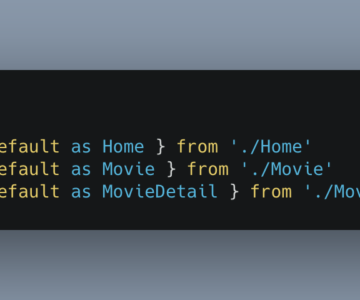 efault as Home } from './Home'
efault as Movie } from './Movie'
efault as MovieDetail } from './Mov